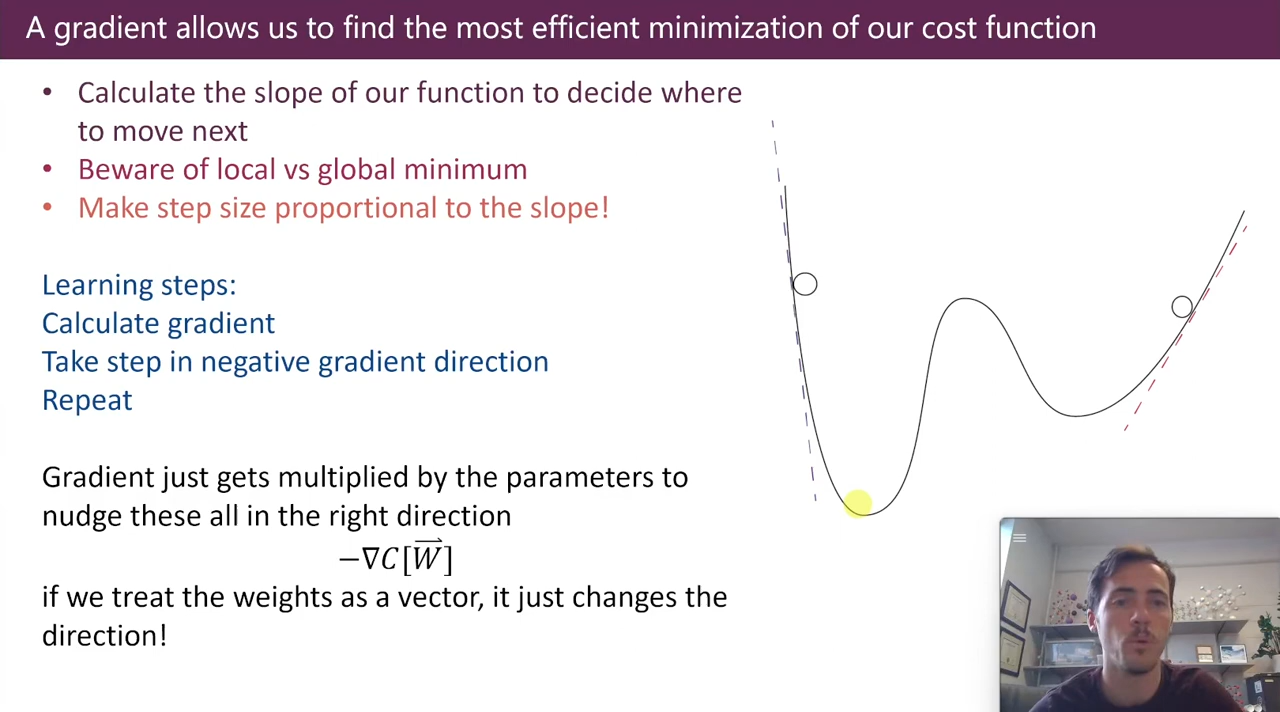 A gradient allows us to find the most efficient minimization of our cost function
• Calculate the slope of our function to decide where
to move next
• Beware of local vs global minimum
• Make step size proportional to the slope!
Learning steps:
Calculate gradient
Take step in negative gradient direction
Repeat
Gradient just gets multiplied by the parameters to
nudge these all in the right direction
−∇C[W⃗]
if we treat the weights as a vector, it just changes the
direction!